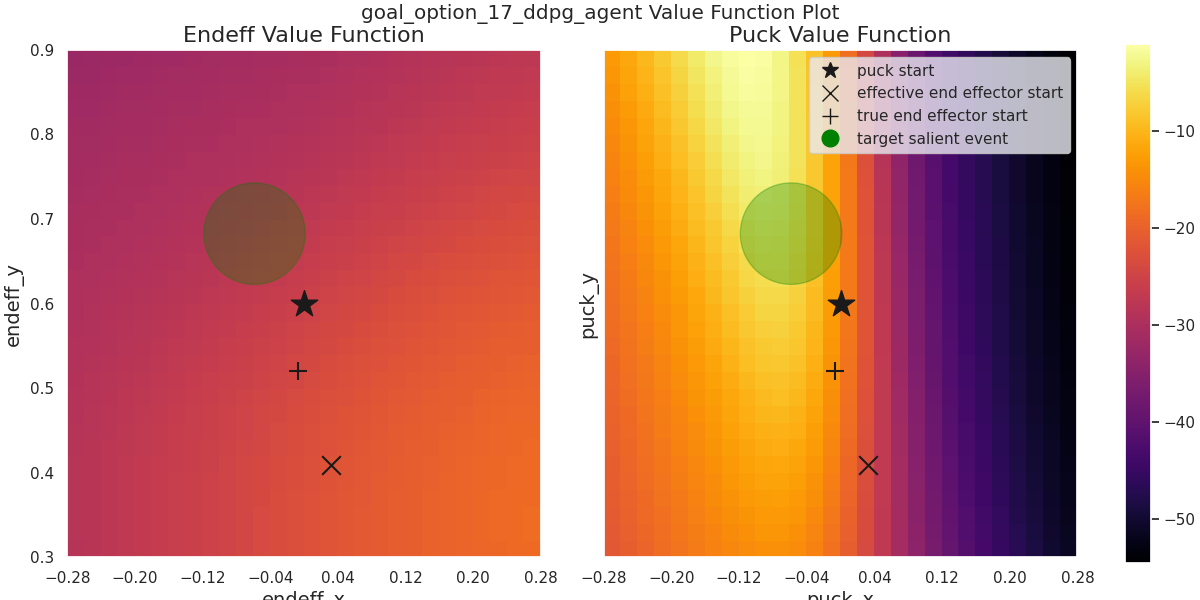 goal_option_17_ddpg_agent Value Function Plot
Endeff Value Function
Puck Value Function
endeff_y
0.9
0.8
0.7
0.6
0.5
0.4
0.3
−0.28 −0.20 −0.12 −0.04 0.04 0.12 0.20 0.28
endeff_x
puck_y
puck start
effective end effector start
true end effector start
target salient event
−0.28 −0.20 −0.12 −0.04 0.04 0.12 0.20 0.28
puck_x
−10
−20
−30
−40
−50